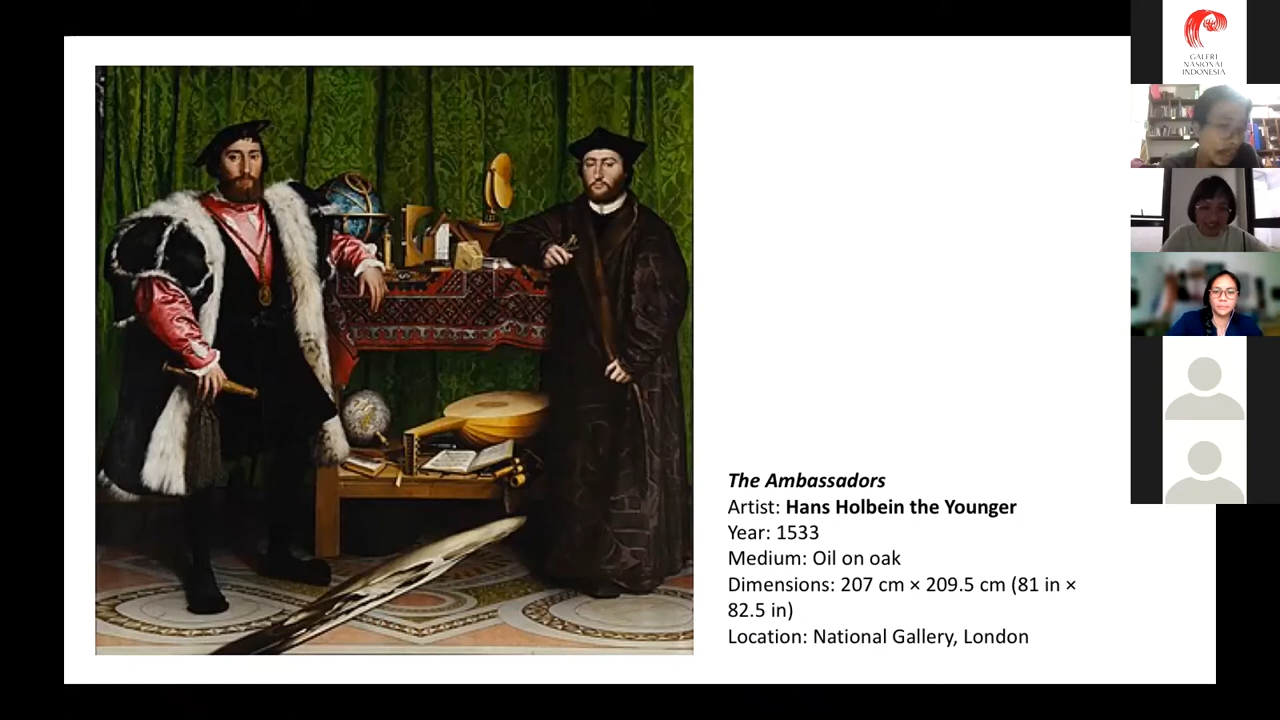 GALERI
NASIONAL
INDONESIA
The Ambassadors
Artist: Hans Holbein the Younger
Year: 1533
Medium: Oil on oak
Dimensions: 207 cm × 209.5 cm (81 in ×
82.5 in)
Location: National Gallery, London